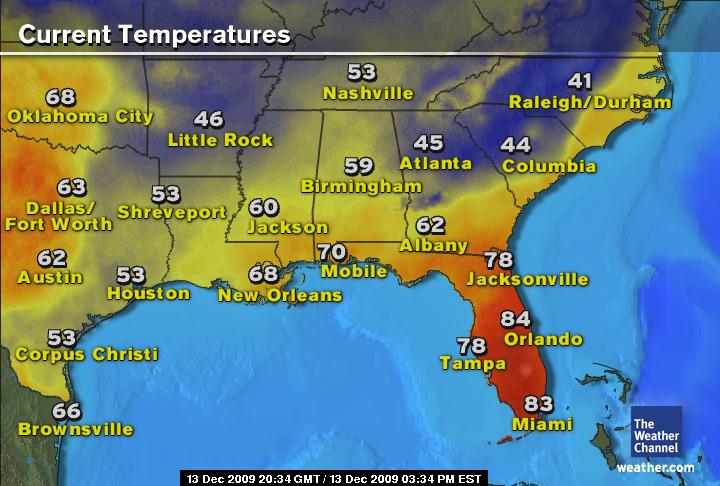 Current Temperatures
53
Nashville
41
Raleigh/Durham
68
Oklahoma City
46
Little Rock
45
Atlanta
44
Columbia
59
Birmingham
63
Dallas/
Fort Worth
53
Shreveport
60
Jackson
62
Albany
62
Austin
53
Houston
68
New Orleans
70
Mobile
78
Jacksonville
53
Corpus Christi
84
Orlando
78
Tampa
66
Brownsville
83
Miami
The
Weather
Channel
weather.com
13 Dec 2009 20:34 GMT / 13 Dec 2009 03:34 PM EST